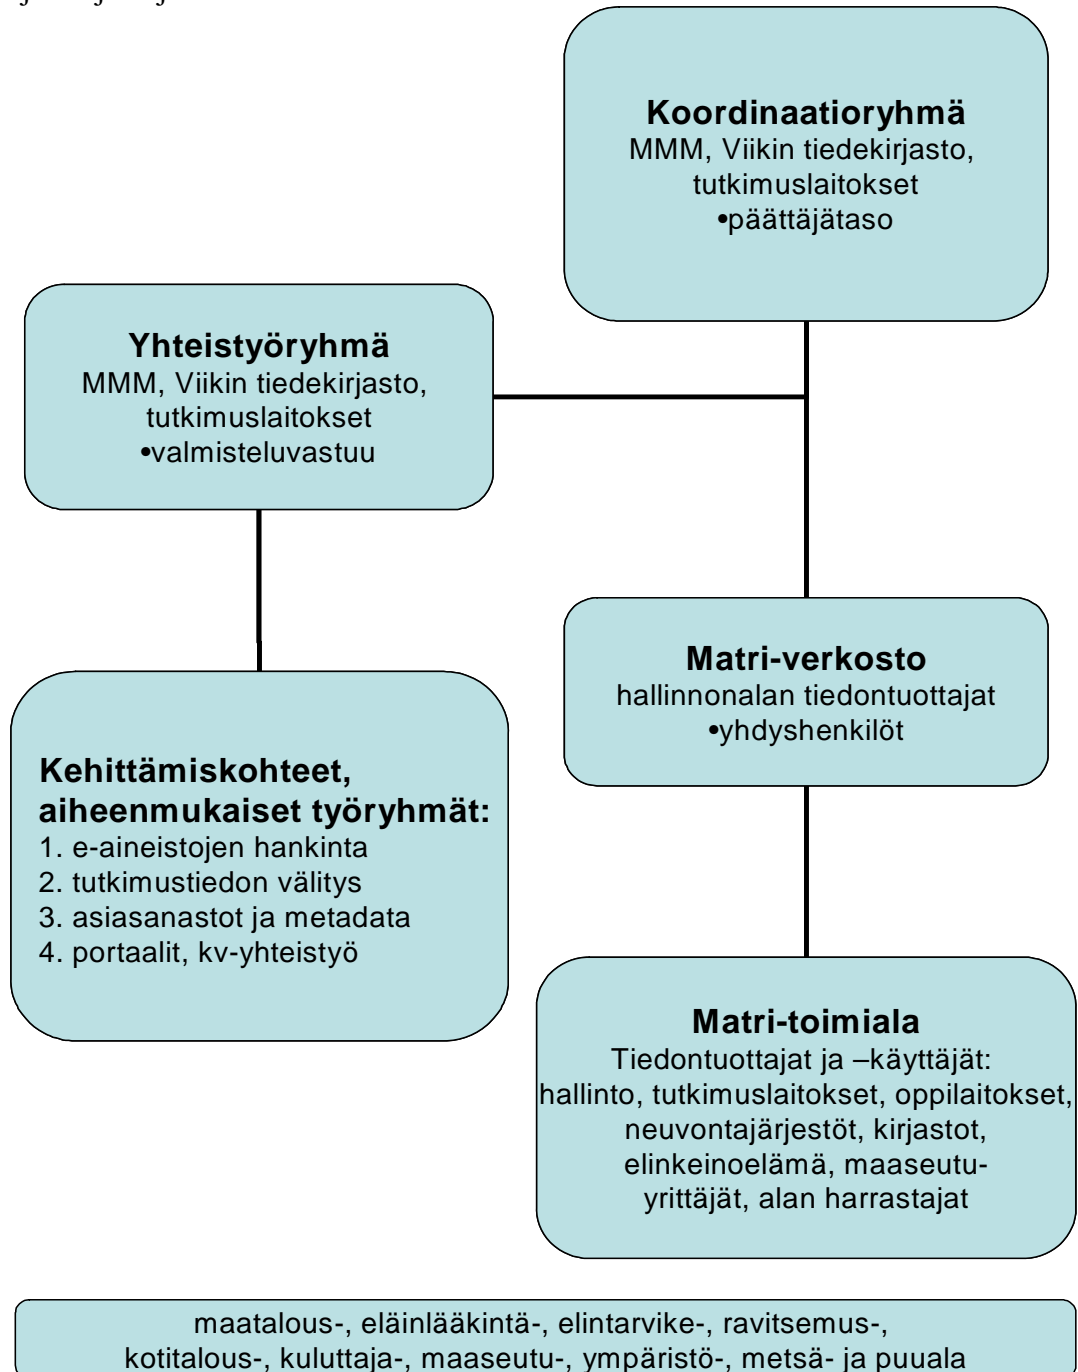 Koordinaatioryhmä
MMM, Viikin tiedekirjasto,
tutkimuslaitokset
•päättäjätaso
Yhteistyöryhmä
MMM, Viikin tiedekirjasto,
tutkimuslaitokset
•valmisteluvastuu
Matri-verkosto
hallinnonalan tiedontuottajat
•yhdyshenkilöt
Kehittämiskohteet,
aiheenmukaiset työryhmät:
1. e-aineistojen hankinta
2. tutkimustiedon välitys
3. asiasanastot ja metadata
4. portaalit, kv-yhteistyö
Matri-toimiala
Tiedontuottajat ja –käyttäjät:
hallinto, tutkimuslaitokset, oppilaitokset,
neuvontajärjestöt, kirjastot,
elinkeinoelämä, maaseutu-
yrittäjät, alan harrastajat
maatalous-, eläinlääkintä-, elintarvike-, ravitsemus-,
kotitalous-, kuluttaja-, maaseutu-, ympäristö-, metsä- ja puuala